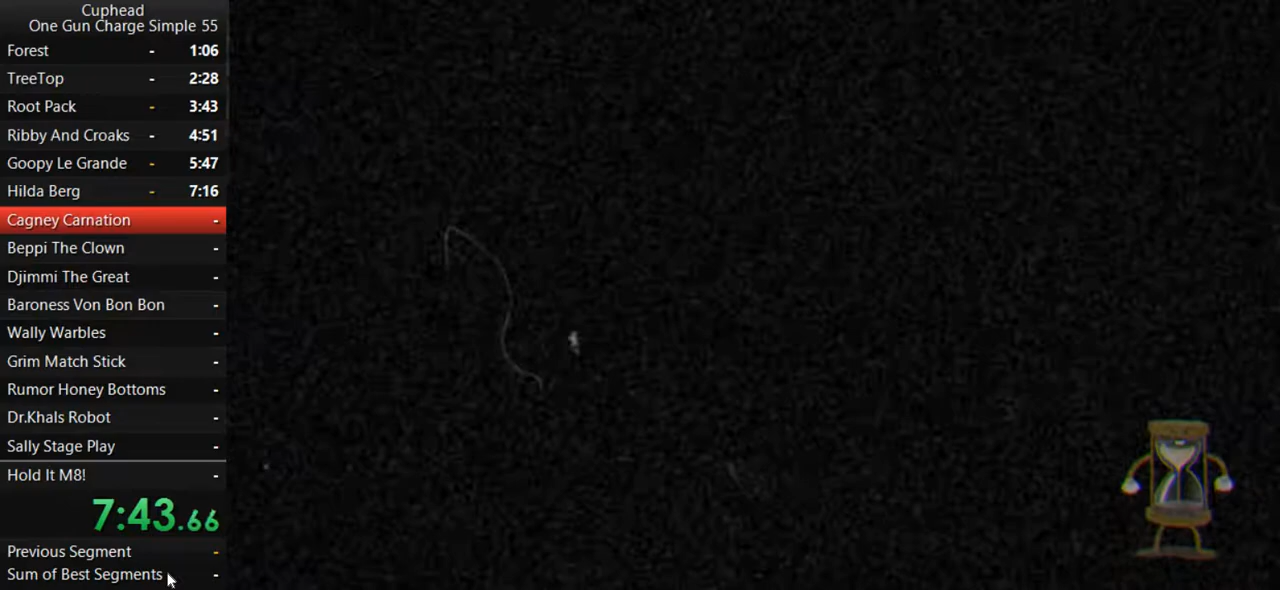 Cuphead
One Gun Charge Simple 55
Forest - 1:06
TreeTop - 2:28
Root Pack - 3:43
Ribby And Croaks - 4:51
Goopy Le Grande - 5:47
Hilda Berg - 7:16
Cagney Carnation -
Beppi The Clown -
Djimmi The Great -
Baroness Von Bon Bon -
Wally Warbles -
Grim Match Stick -
Rumor Honey Bottoms -
Dr.Khals Robot -
Sally Stage Play -
Hold It M8! -
7:43.66
Previous Segment -
Sum of Best Segments -